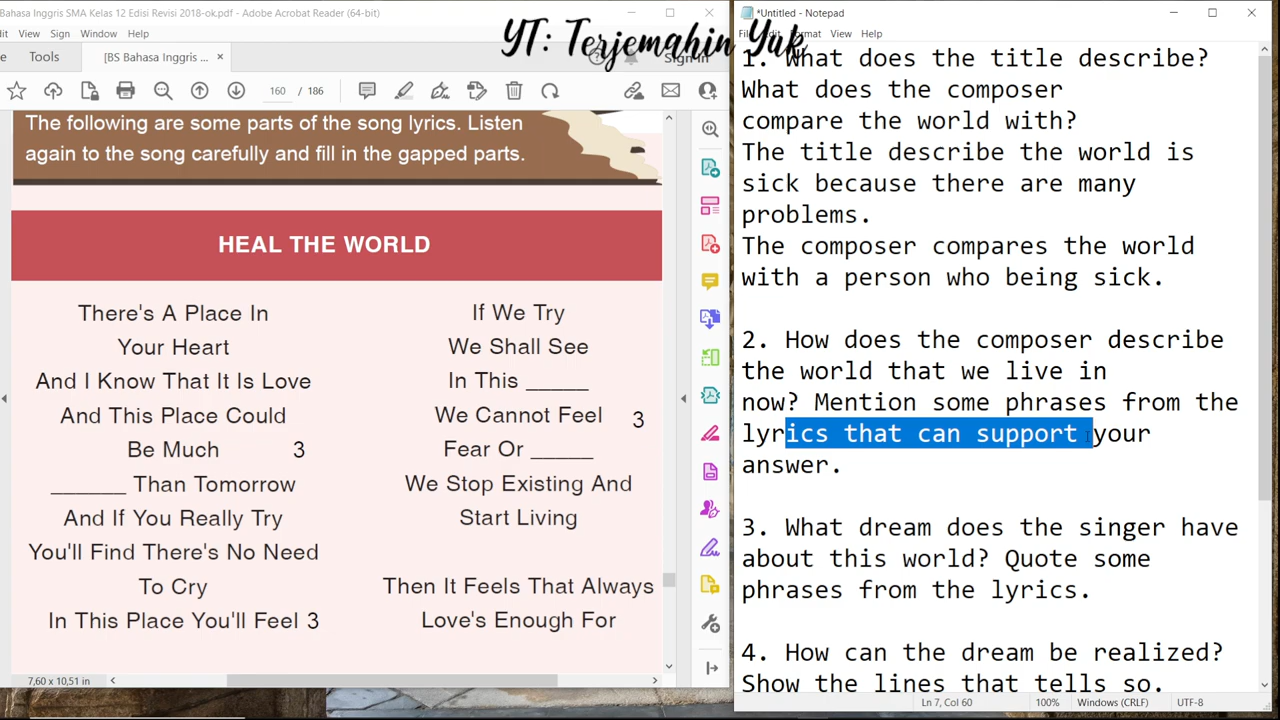 Bahasa Inggris SMA Kelas 12 Edisi Revisi 2018-ok.pdf - Adobe Acrobat Reader (64-bit)
*Untitled - Notepad
YT: Terjemahin Yuk
dit View Sign Window Help
File Edit Format View Help
Tools [BS Bahasa Inggris ... × Sign In
160 / 186
The following are some parts of the song lyrics. Listen
again to the song carefully and fill in the gapped parts.
HEAL THE WORLD
There's A Place In
Your Heart
And I Know That It Is Love
And This Place Could
Be Much 3
______ Than Tomorrow
And If You Really Try
You'll Find There's No Need
To Cry
In This Place You'll Feel 3
If We Try
We Shall See
In This _____
We Cannot Feel 3
Fear Or _____
We Stop Existing And
Start Living
Then It Feels That Always
Love's Enough For
7,60 x 10,51 in
1. What does the title describe?
What does the composer
compare the world with?
The title describe the world is
sick because there are many
problems.
The composer compares the world
with a person who being sick.
2. How does the composer describe
the world that we live in
now? Mention some phrases from the
lyrics that can support your
answer.
3. What dream does the singer have
about this world? Quote some
phrases from the lyrics.
4. How can the dream be realized?
Show the lines that tells so.
Ln 7, Col 60 100% Windows (CRLF) UTF-8